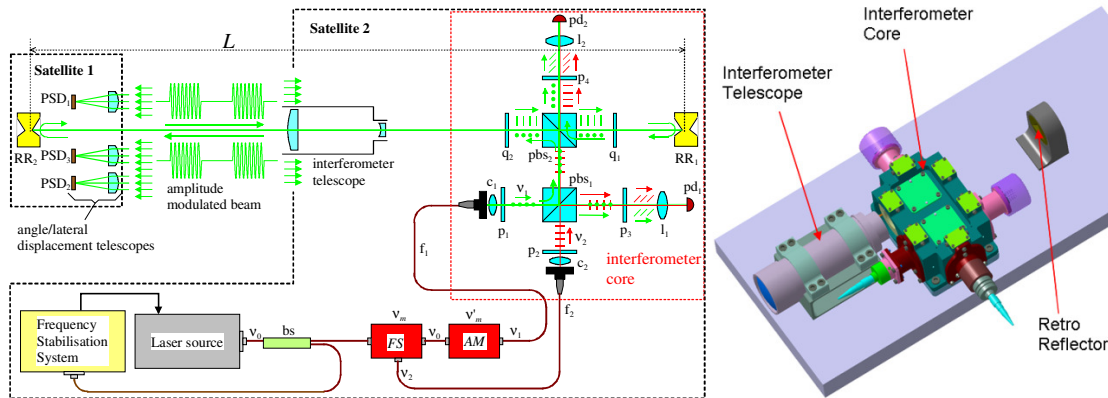 Satellite 2
L
Satellite 1
PSD₁
RR₂
PSD₃
PSD₂
angle/lateral
displacement telescopes
amplitude
modulated beam
interferometer
telescope
pd₂
l₂
p₄
q₂
pbs₂
q₁
RR₁
pbs₁
c₁
ν₁
pd₁
p₁
p₃
l₁
ν₂
p₂
c₂
interferometer
core
f₁
f₂
Frequency
Stabilisation
System
Laser source
ν₀
bs
νₘ
FS
ν₀
ν'ₘ
AM
ν₁
ν₂
Interferometer
Core
Interferometer
Telescope
Retro
Reflector